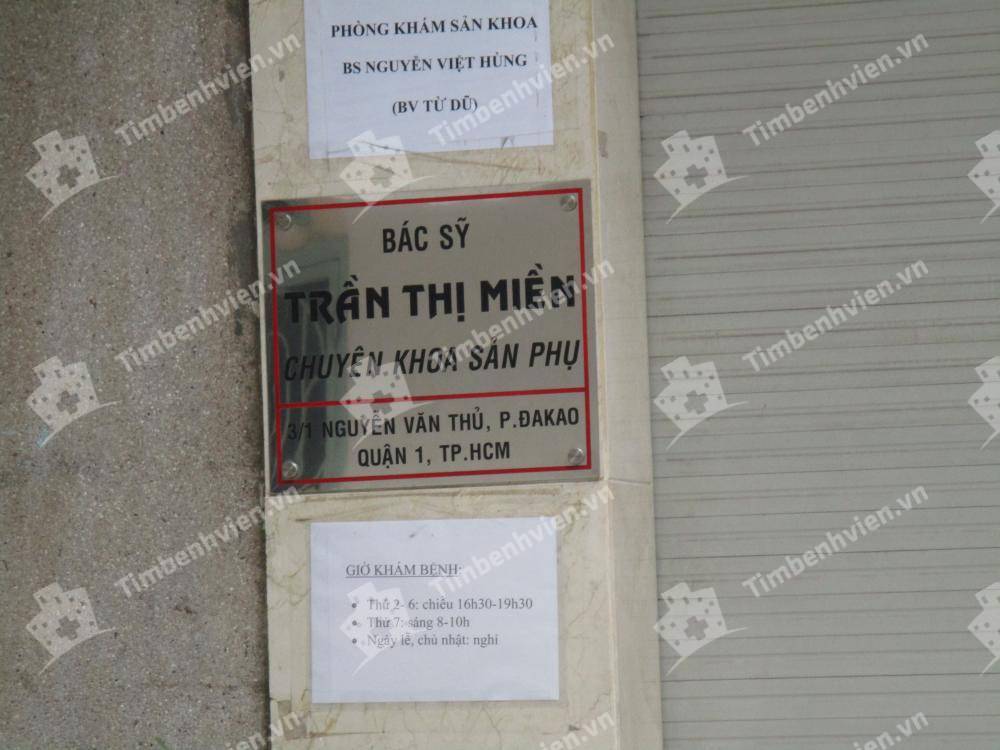 PHÒNG KHÁM SẢN KHOA
BS NGUYỄN VIỆT HÙNG
(BV TỪ DŨ)
BÁC SỸ
TRẦN THỊ MIỀN
CHUYÊN KHOA SẢN PHỤ
3/1 NGUYỄN VĂN THỦ, P.ĐAKAO
QUẬN 1, TP.HCM
GIỜ KHÁM BỆNH:
Thứ 2- 6: chiều 16h30-19h30
Thứ 7: sáng 8-10h
Ngày lễ, chủ nhật: nghỉ
Timbenhvien.vn